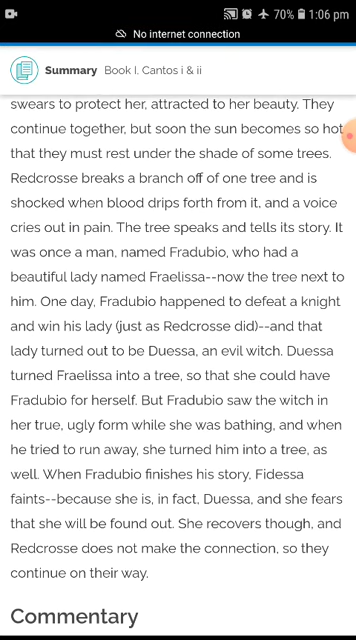 70% 1:06 pm
No internet connection
Summary Book I, Cantos i & ii
swears to protect her, attracted to her beauty. They
continue together, but soon the sun becomes so hot
that they must rest under the shade of some trees.
Redcrosse breaks a branch off of one tree and is
shocked when blood drips forth from it, and a voice
cries out in pain. The tree speaks and tells its story. It
was once a man, named Fradubio, who had a
beautiful lady named Fraelissa--now the tree next to
him. One day, Fradubio happened to defeat a knight
and win his lady (just as Redcrosse did)--and that
lady turned out to be Duessa, an evil witch. Duessa
turned Fraelissa into a tree, so that she could have
Fradubio for herself. But Fradubio saw the witch in
her true, ugly form while she was bathing, and when
he tried to run away, she turned him into a tree, as
well. When Fradubio finishes his story, Fidessa
faints--because she is, in fact, Duessa, and she fears
that she will be found out. She recovers though, and
Redcrosse does not make the connection, so they
continue on their way.
Commentary